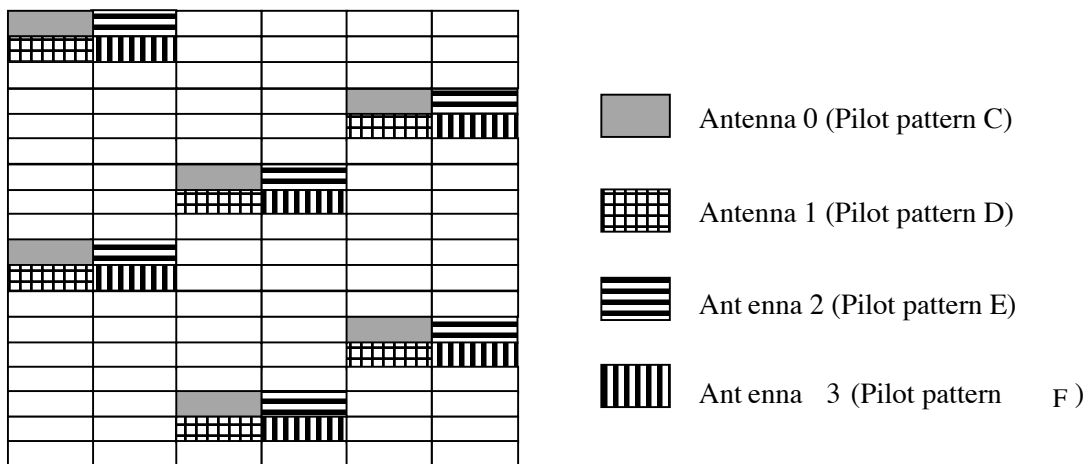 Antenna 0 (Pilot pattern C)
Antenna 1 (Pilot pattern D)
Ant enna 2 (Pilot pattern E)
Ant enna 3 (Pilot pattern F )